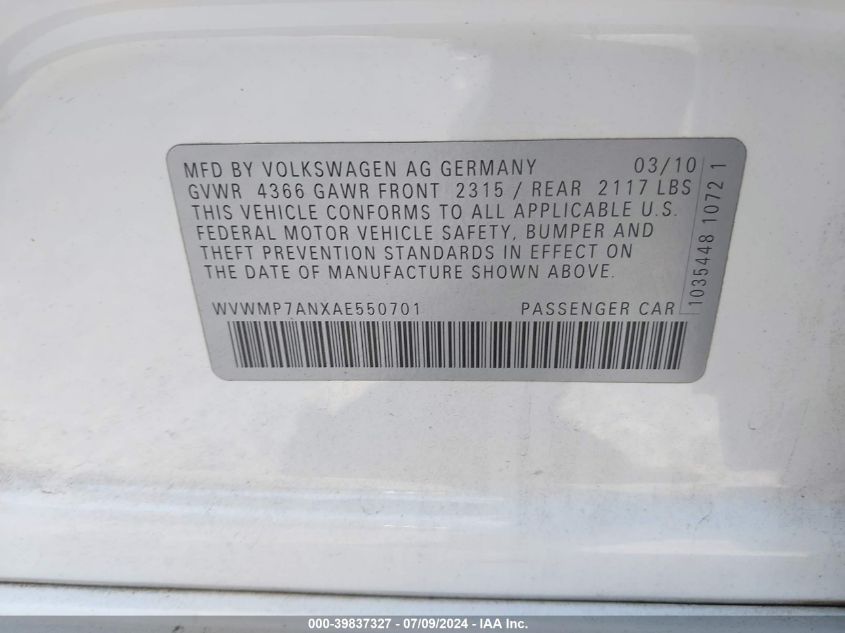 MFD BY VOLKSWAGEN AG GERMANY 03/10
GVWR 4366 GAWR FRONT 2315 / REAR 2117 LBS
THIS VEHICLE CONFORMS TO ALL APPLICABLE U.S.
FEDERAL MOTOR VEHICLE SAFETY, BUMPER AND
THEFT PREVENTION STANDARDS IN EFFECT ON
THE DATE OF MANUFACTURE SHOWN ABOVE.
WVWMP7ANXAE550701 PASSENGER CAR
1035448 1072 1
000-39837327 - 07/09/2024 - IAA Inc.